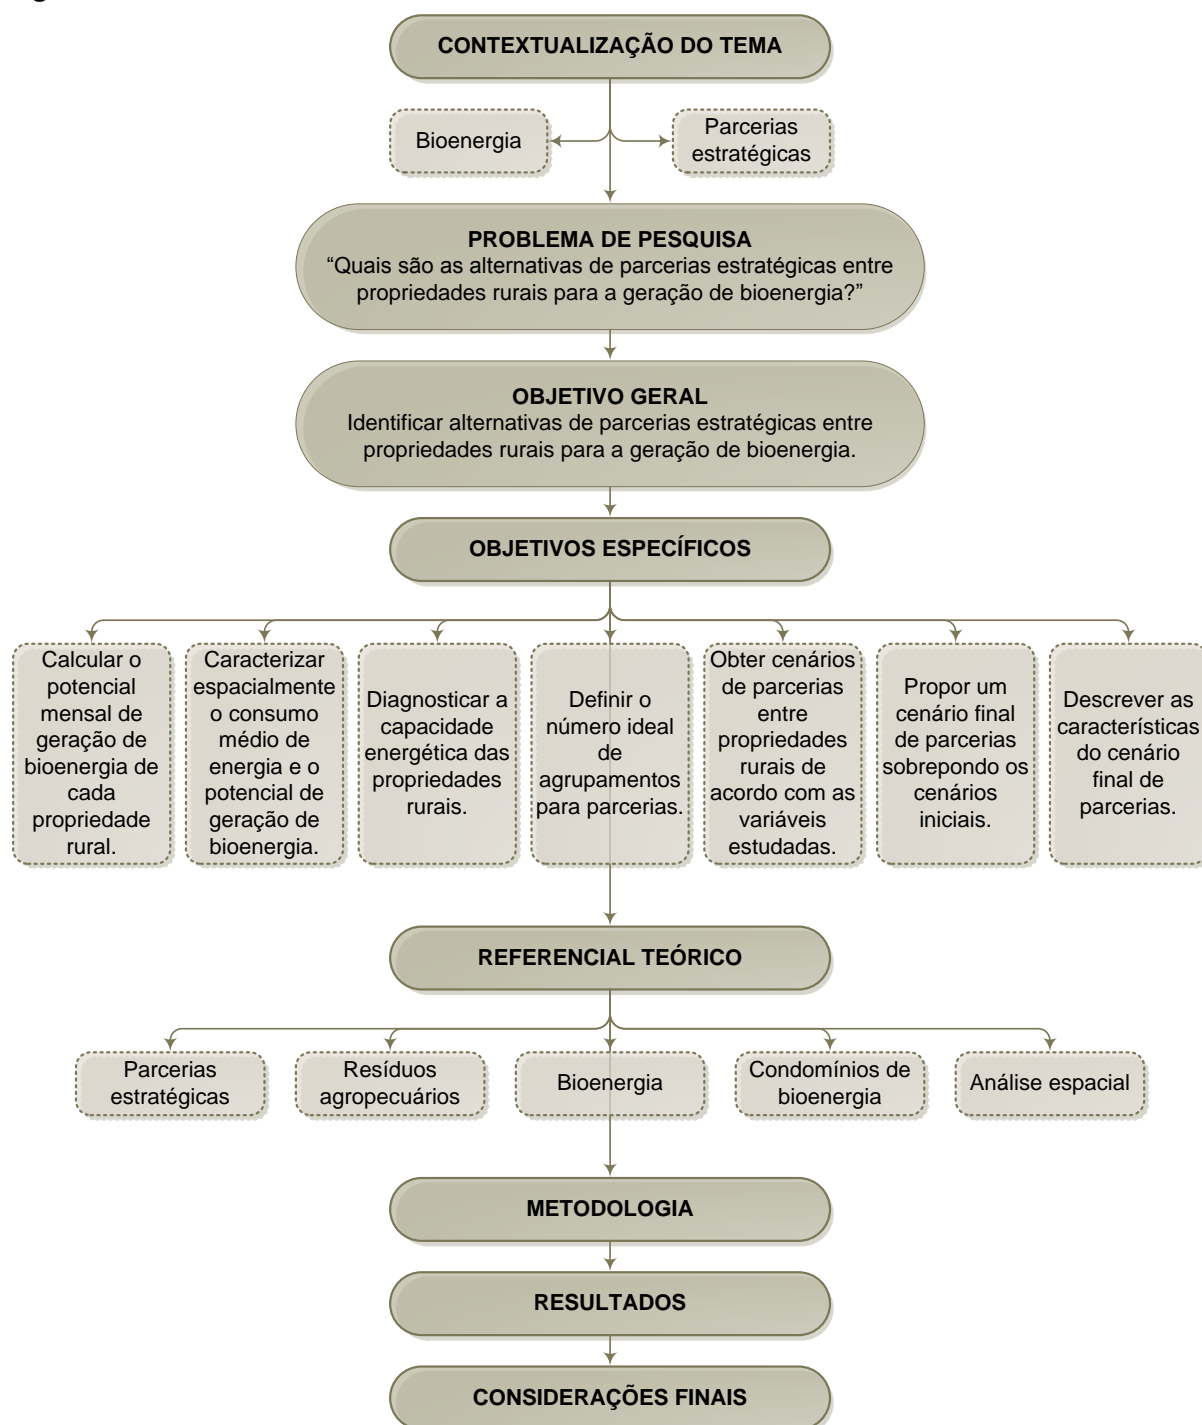 CONTEXTUALIZAÇÃO DO TEMA
Bioenergia
Parcerias
estratégicas
PROBLEMA DE PESQUISA
“Quais são as alternativas de parcerias estratégicas entre
propriedades rurais para a geração de bioenergia?”
OBJETIVO GERAL
Identificar alternativas de parcerias estratégicas entre
propriedades rurais para a geração de bioenergia.
OBJETIVOS ESPECÍFICOS
Calcular o
potencial
mensal de
geração de
bioenergia de
cada
propriedade
rural.
Caracterizar
espacialmente
o consumo
médio de
energia e o
potencial de
geração de
bioenergia.
Diagnosticar a
capacidade
energética das
propriedades
rurais.
Definir o
número ideal
de
agrupamentos
para parcerias.
Obter cenários
de parcerias
entre
propriedades
rurais de
acordo com as
variáveis
estudadas.
Propor um
cenário final
de parcerias
sobrepondo os
cenários
iniciais.
Descrever as
características
do cenário
final de
parcerias.
REFERENCIAL TEÓRICO
Parcerias
estratégicas
Resíduos
agropecuários
Bioenergia
Condomínios de
bioenergia
Análise espacial
METODOLOGIA
RESULTADOS
CONSIDERAÇÕES FINAIS